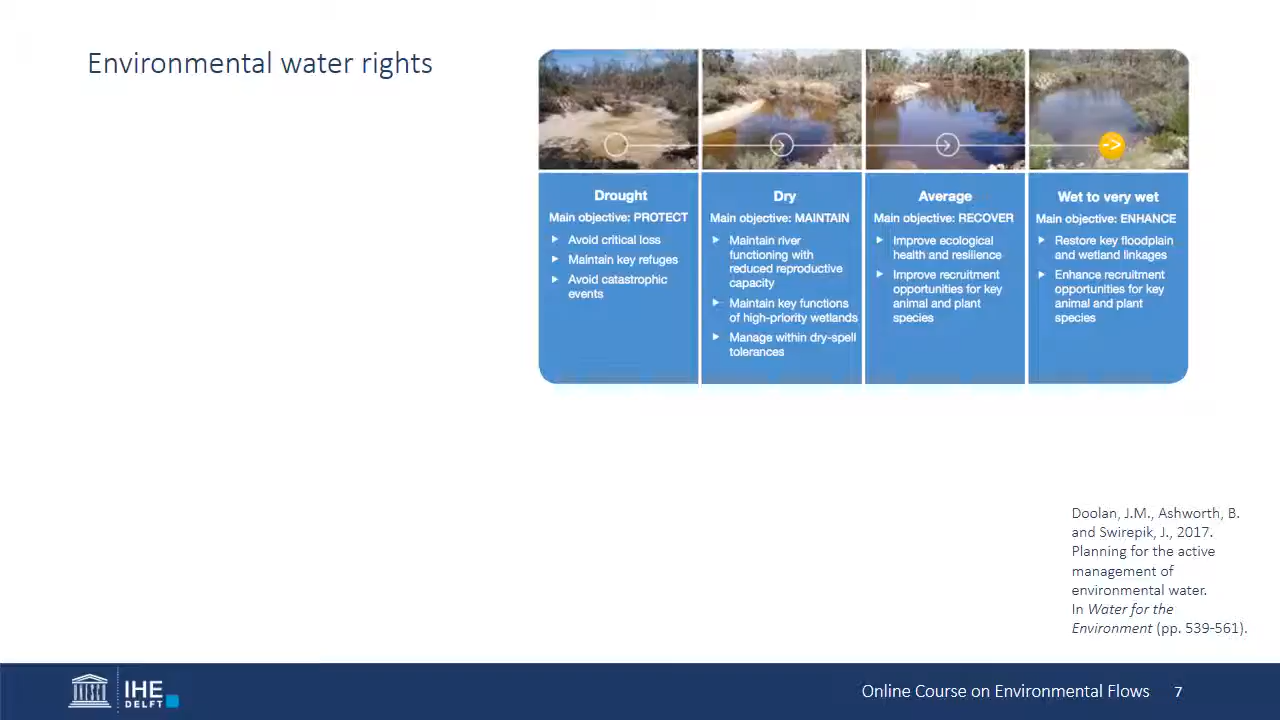 Environmental water rights
Drought
Main objective: PROTECT
Avoid critical loss
Maintain key refuges
Avoid catastrophic
events
Dry
Main objective: MAINTAIN
Maintain river
functioning with
reduced reproductive
capacity
Maintain key functions
of high-priority wetlands
Manage within dry-spell
tolerances
Average
Main objective: RECOVER
Improve ecological
health and resilience
Improve recruitment
opportunities for key
animal and plant
species
Wet to very wet
Main objective: ENHANCE
Restore key floodplain
and wetland linkages
Enhance recruitment
opportunities for key
animal and plant
species
Doolan, J.M., Ashworth, B.
and Swirepik, J., 2017.
Planning for the active
management of
environmental water.
In Water for the
Environment (pp. 539-561).
IHE
DELFT
Online Course on Environmental Flows 7